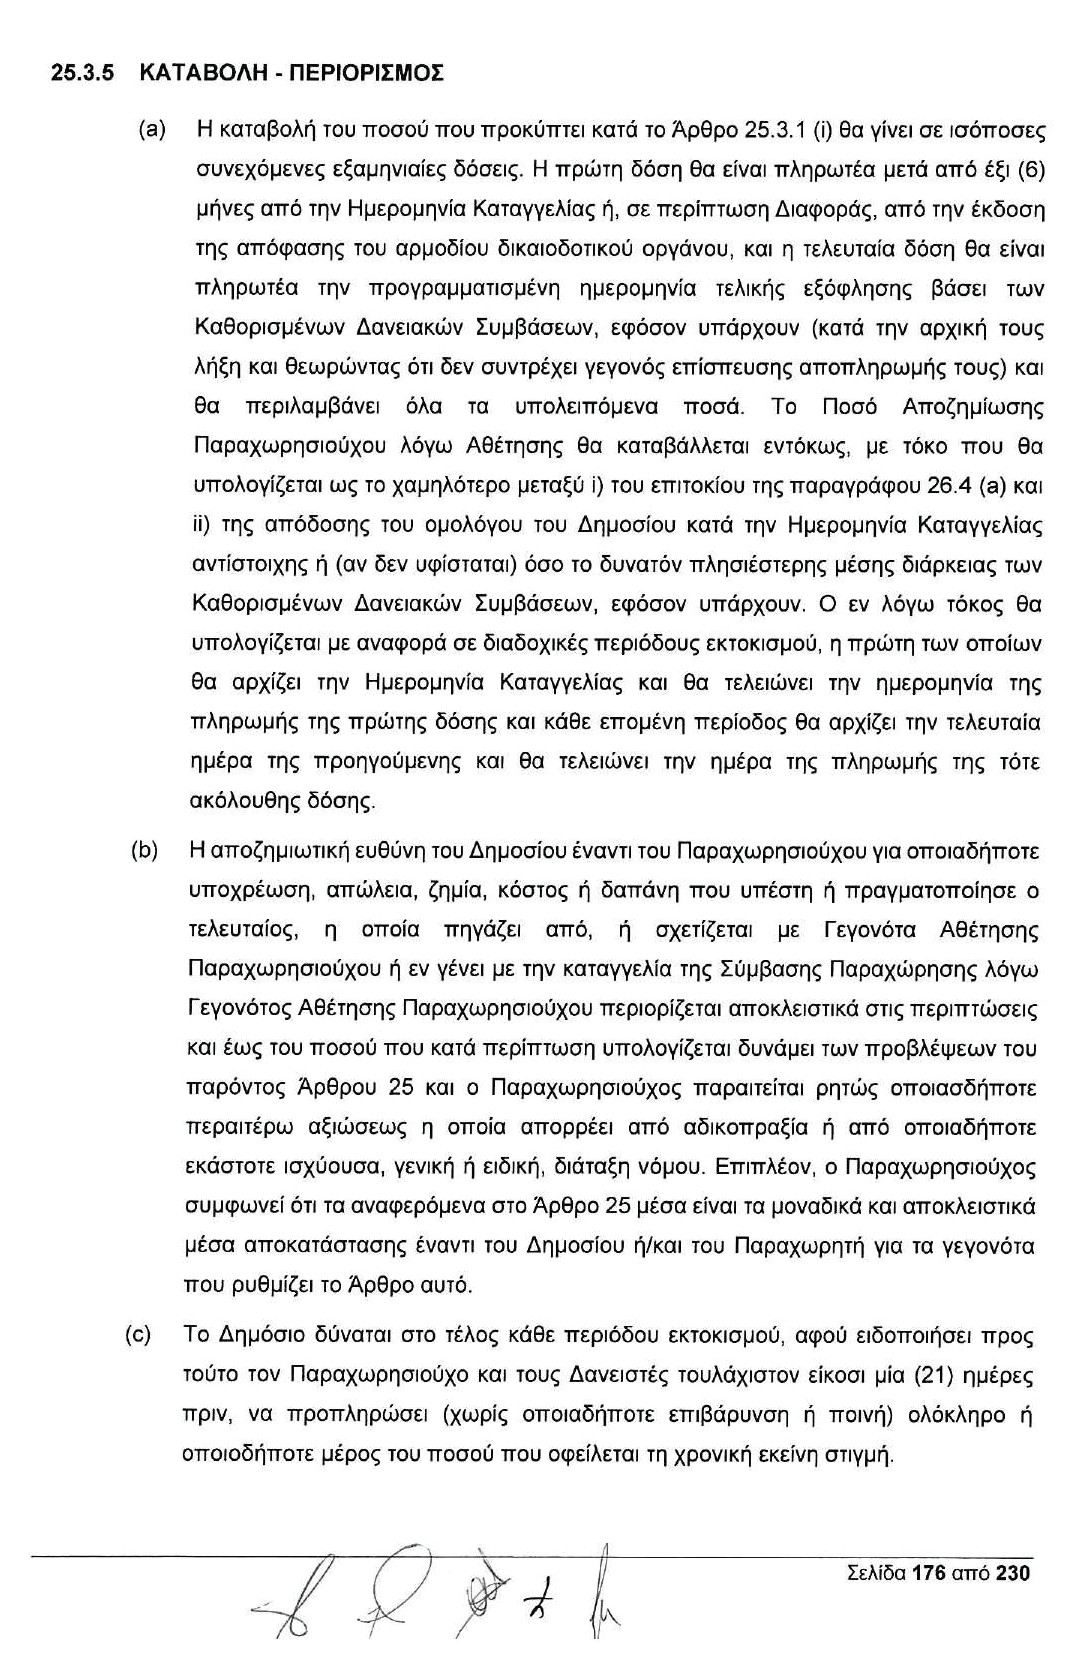 25.3.5 ΚΑΤΑΒΟΛΗ - ΠΕΡΙΟΡΙΣΜΟΣ
(a) Η καταβολή του ποσού που προκύπτει κατά το Άρθρο 25.3.1 (i) θα γίνει σε ισόποσες
συνεχόμενες εξαμηνιαίες δόσεις. Η πρώτη δόση θα είναι πληρωτέα μετά από έξι (6)
μήνες από την Ημερομηνία Καταγγελίας ή, σε περίπτωση Διαφοράς, από την έκδοση
της απόφασης του αρμοδίου δικαιοδοτικού οργάνου, και η τελευταία δόση θα είναι
πληρωτέα την προγραμματισμένη ημερομηνία τελικής εξόφλησης βάσει των
Καθορισμένων Δανειακών Συμβάσεων, εφόσον υπάρχουν (κατά την αρχική τους
λήξη και θεωρώντας ότι δεν συντρέχει γεγονός επίσπευσης αποπληρωμής τους) και
θα περιλαμβάνει όλα τα υπολειπόμενα ποσά. Το Ποσό Αποζημίωσης
Παραχωρησιούχου λόγω Αθέτησης θα καταβάλλεται εντόκως, με τόκο που θα
υπολογίζεται ως το χαμηλότερο μεταξύ i) του επιτοκίου της παραγράφου 26.4 (a) και
ii) της απόδοσης του ομολόγου του Δημοσίου κατά την Ημερομηνία Καταγγελίας
αντίστοιχης ή (αν δεν υφίσταται) όσο το δυνατόν πλησιέστερης μέσης διάρκειας των
Καθορισμένων Δανειακών Συμβάσεων, εφόσον υπάρχουν. Ο εν λόγω τόκος θα
υπολογίζεται με αναφορά σε διαδοχικές περιόδους εκτοκισμού, η πρώτη των οποίων
θα αρχίζει την Ημερομηνία Καταγγελίας και θα τελειώνει την ημερομηνία της
πληρωμής της πρώτης δόσης και κάθε επομένη περίοδος θα αρχίζει την τελευταία
ημέρα της προηγούμενης και θα τελειώνει την ημέρα της πληρωμής της τότε
ακόλουθης δόσης.
(b) Η αποζημιωτική ευθύνη του Δημοσίου έναντι του Παραχωρησιούχου για οποιαδήποτε
υποχρέωση, απώλεια, ζημία, κόστος ή δαπάνη που υπέστη ή πραγματοποίησε ο
τελευταίος, η οποία πηγάζει από, ή σχετίζεται με Γεγονότα Αθέτησης
Παραχωρησιούχου ή εν γένει με την καταγγελία της Σύμβασης Παραχώρησης λόγω
Γεγονότος Αθέτησης Παραχωρησιούχου περιορίζεται αποκλειστικά στις περιπτώσεις
και έως του ποσού που κατά περίπτωση υπολογίζεται δυνάμει των προβλέψεων του
παρόντος Άρθρου 25 και ο Παραχωρησιούχος παραιτείται ρητώς οποιασδήποτε
περαιτέρω αξιώσεως η οποία απορρέει από αδικοπραξία ή από οποιαδήποτε
εκάστοτε ισχύουσα, γενική ή ειδική, διάταξη νόμου. Επιπλέον, ο Παραχωρησιούχος
συμφωνεί ότι τα αναφερόμενα στο Άρθρο 25 μέσα είναι τα μοναδικά και αποκλειστικά
μέσα αποκατάστασης έναντι του Δημοσίου ή/και του Παραχωρητή για τα γεγονότα
που ρυθμίζει το Άρθρο αυτό.
(c) Το Δημόσιο δύναται στο τέλος κάθε περιόδου εκτοκισμού, αφού ειδοποιήσει προς
τούτο τον Παραχωρησιούχο και τους Δανειστές τουλάχιστον είκοσι μία (21) ημέρες
πριν, να προπληρώσει (χωρίς οποιαδήποτε επιβάρυνση ή ποινή) ολόκληρο ή
οποιοδήποτε μέρος του ποσού που οφείλεται τη χρονική εκείνη στιγμή.
Σελίδα 176 από 230